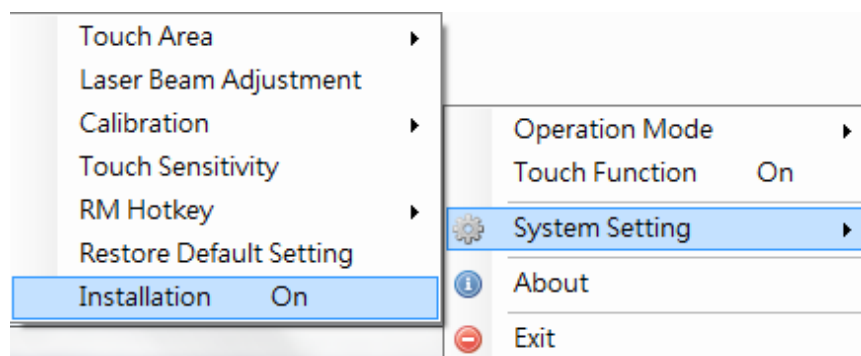 Touch Area
Laser Beam Adjustment
Calibration
Touch Sensitivity
RM Hotkey
Restore Default Setting
Installation On
Operation Mode
Touch Function On
System Setting
About
Exit